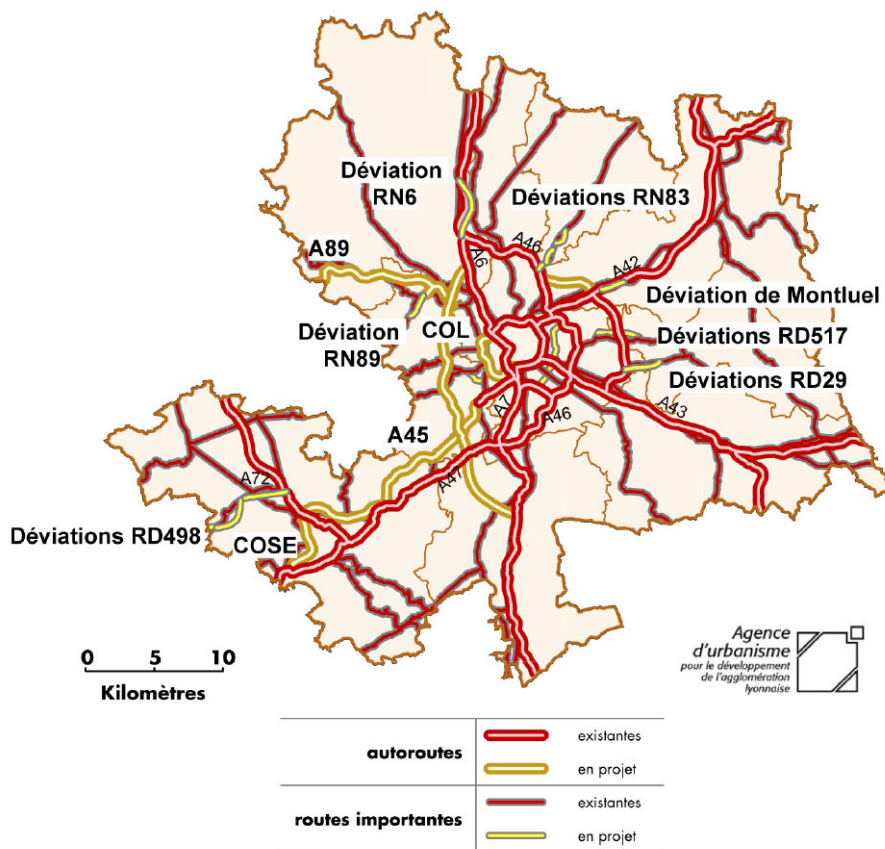 Déviation
RN6
Déviations RN83
A89
A46
A6
A42
Déviation de Montluel
Déviation
RN89
COL
Déviations RD517
Déviations RD29
A7
A46
A43
A45
A47
A72
Déviations RD498
COSE
0 5 10
Kilomètres
Agence
d'urbanisme
pour le développement
de l'agglomération
lyonnaise
autoroutes
existantes
en projet
routes importantes
existantes
en projet